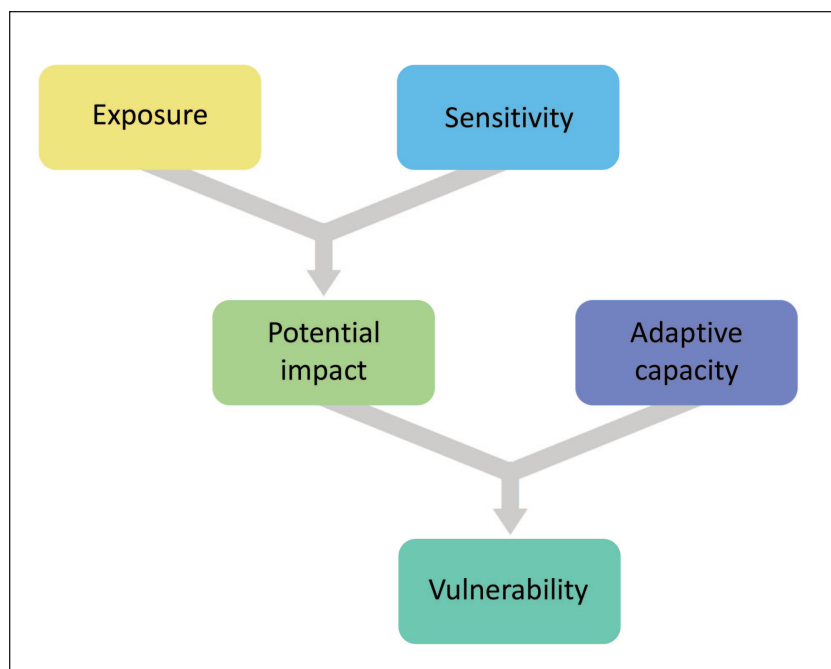 Exposure
Sensitivity
Potential
impact
Adaptive
capacity
Vulnerability